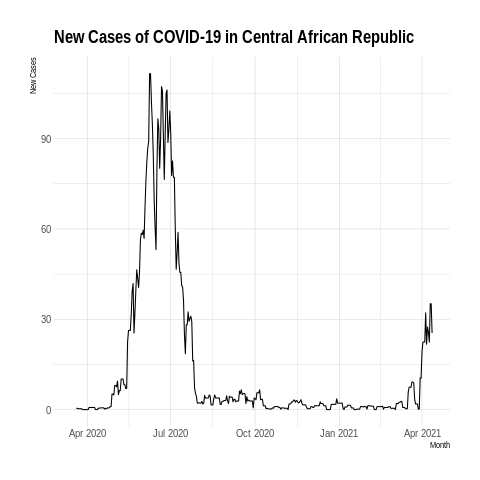 New Cases of COVID-19 in Central African Republic
New Cases
90
60
30
0
Apr 2020 Jul 2020 Oct 2020 Jan 2021 Apr 2021
Month